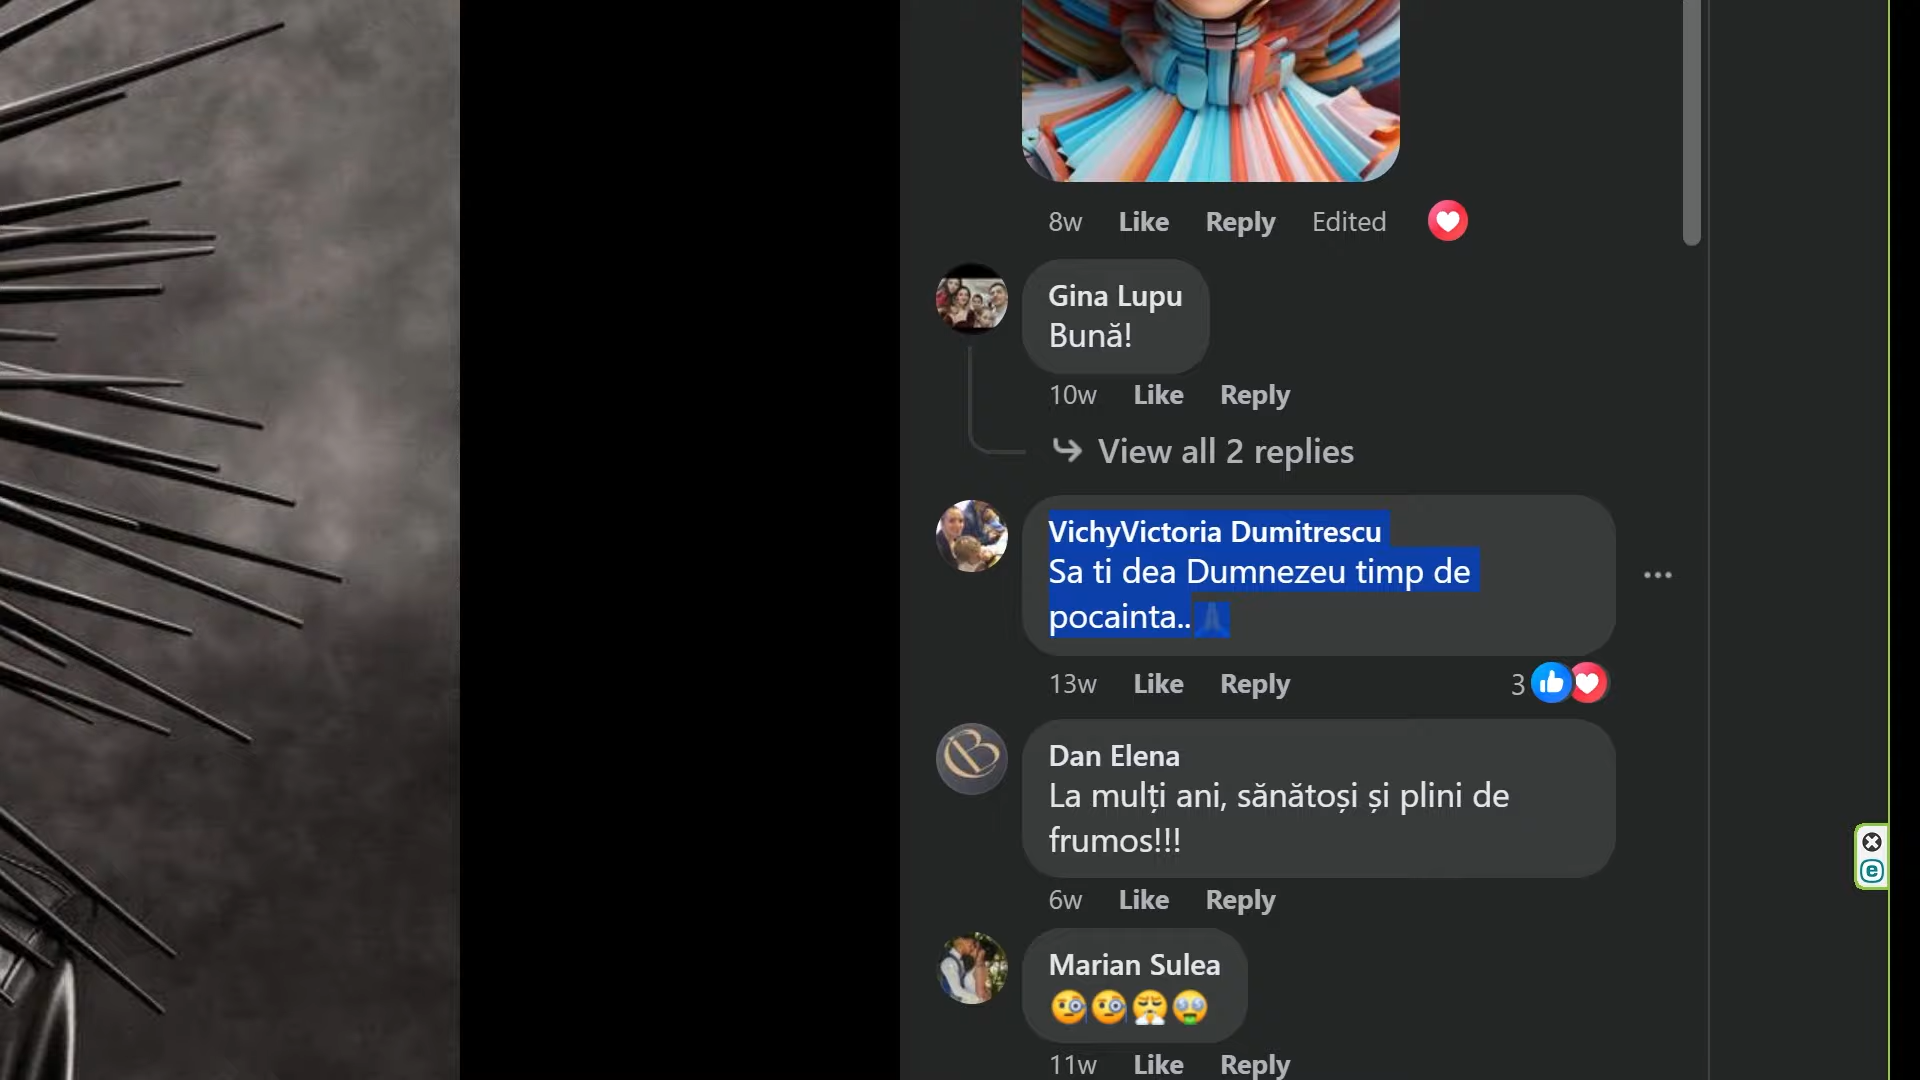 8w Like Reply Edited
Gina Lupu
Bună!
10w Like Reply
View all 2 replies
VichyVictoria Dumitrescu
Sa ti dea Dumnezeu timp de
pocainta..🙏
13w Like Reply 3
Dan Elena
La mulți ani, sănătoși și plini de
frumos!!!
6w Like Reply
Marian Sulea
🧐🧐😤🤑
11w Like Reply